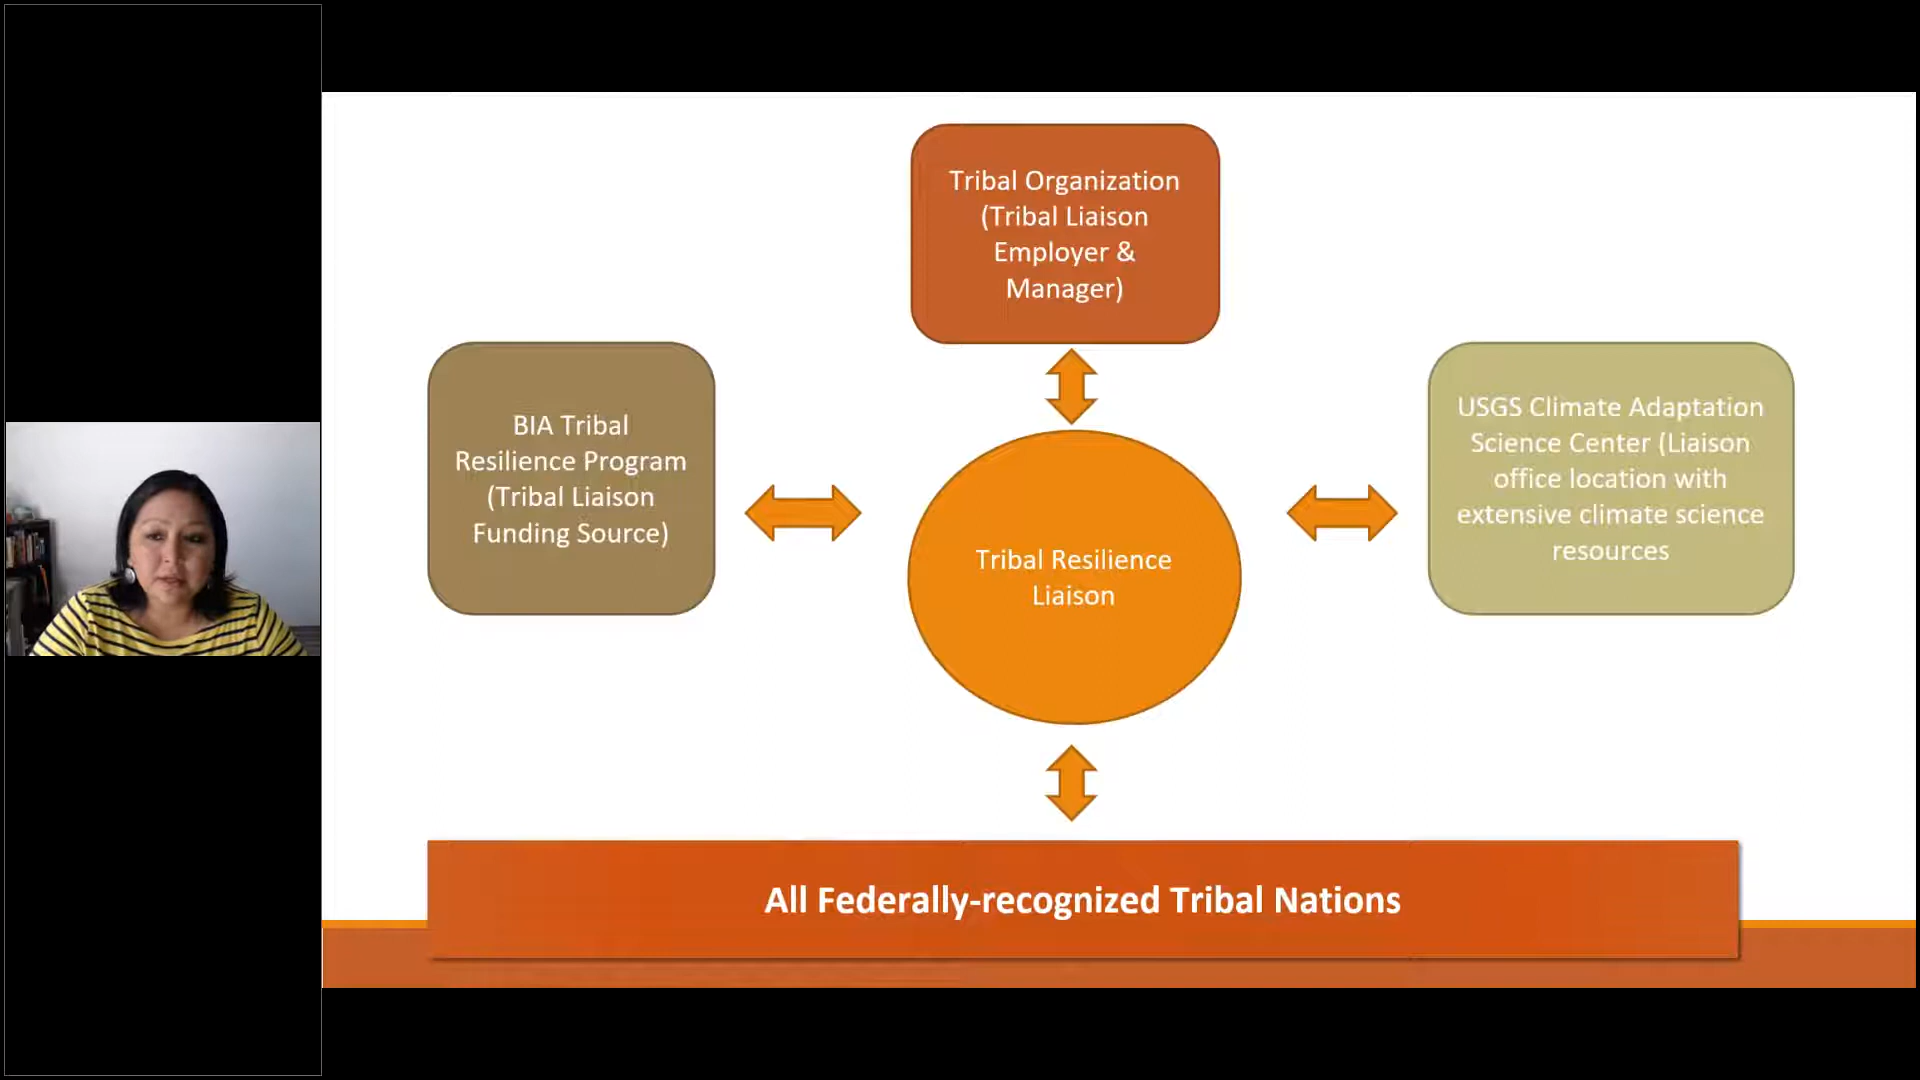 Tribal Organization
(Tribal Liaison
Employer &
Manager)
BIA Tribal
Resilience Program
(Tribal Liaison
Funding Source)
Tribal Resilience
Liaison
USGS Climate Adaptation
Science Center (Liaison
office location with
extensive climate science
resources
All Federally-recognized Tribal Nations